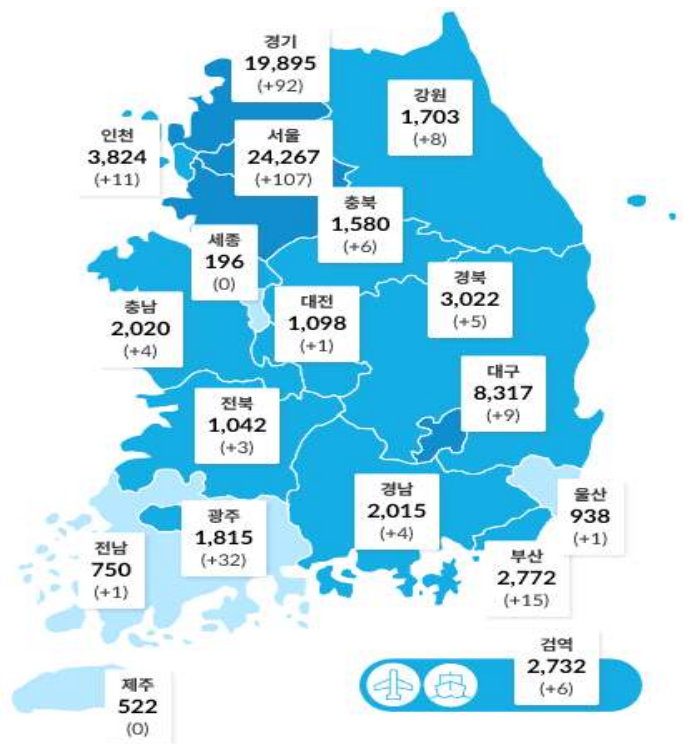 경기
19,895
(+92)
강원
1,703
(+8)
인천
3,824
(+11)
서울
24,267
(+107)
충북
1,580
(+6)
세종
196
(0)
경북
3,022
(+5)
충남
2,020
(+4)
대전
1,098
(+1)
대구
8,317
(+9)
전북
1,042
(+3)
경남
2,015
(+4)
울산
938
(+1)
광주
1,815
(+32)
전남
750
(+1)
부산
2,772
(+15)
검역
2,732
(+6)
제주
522
(0)